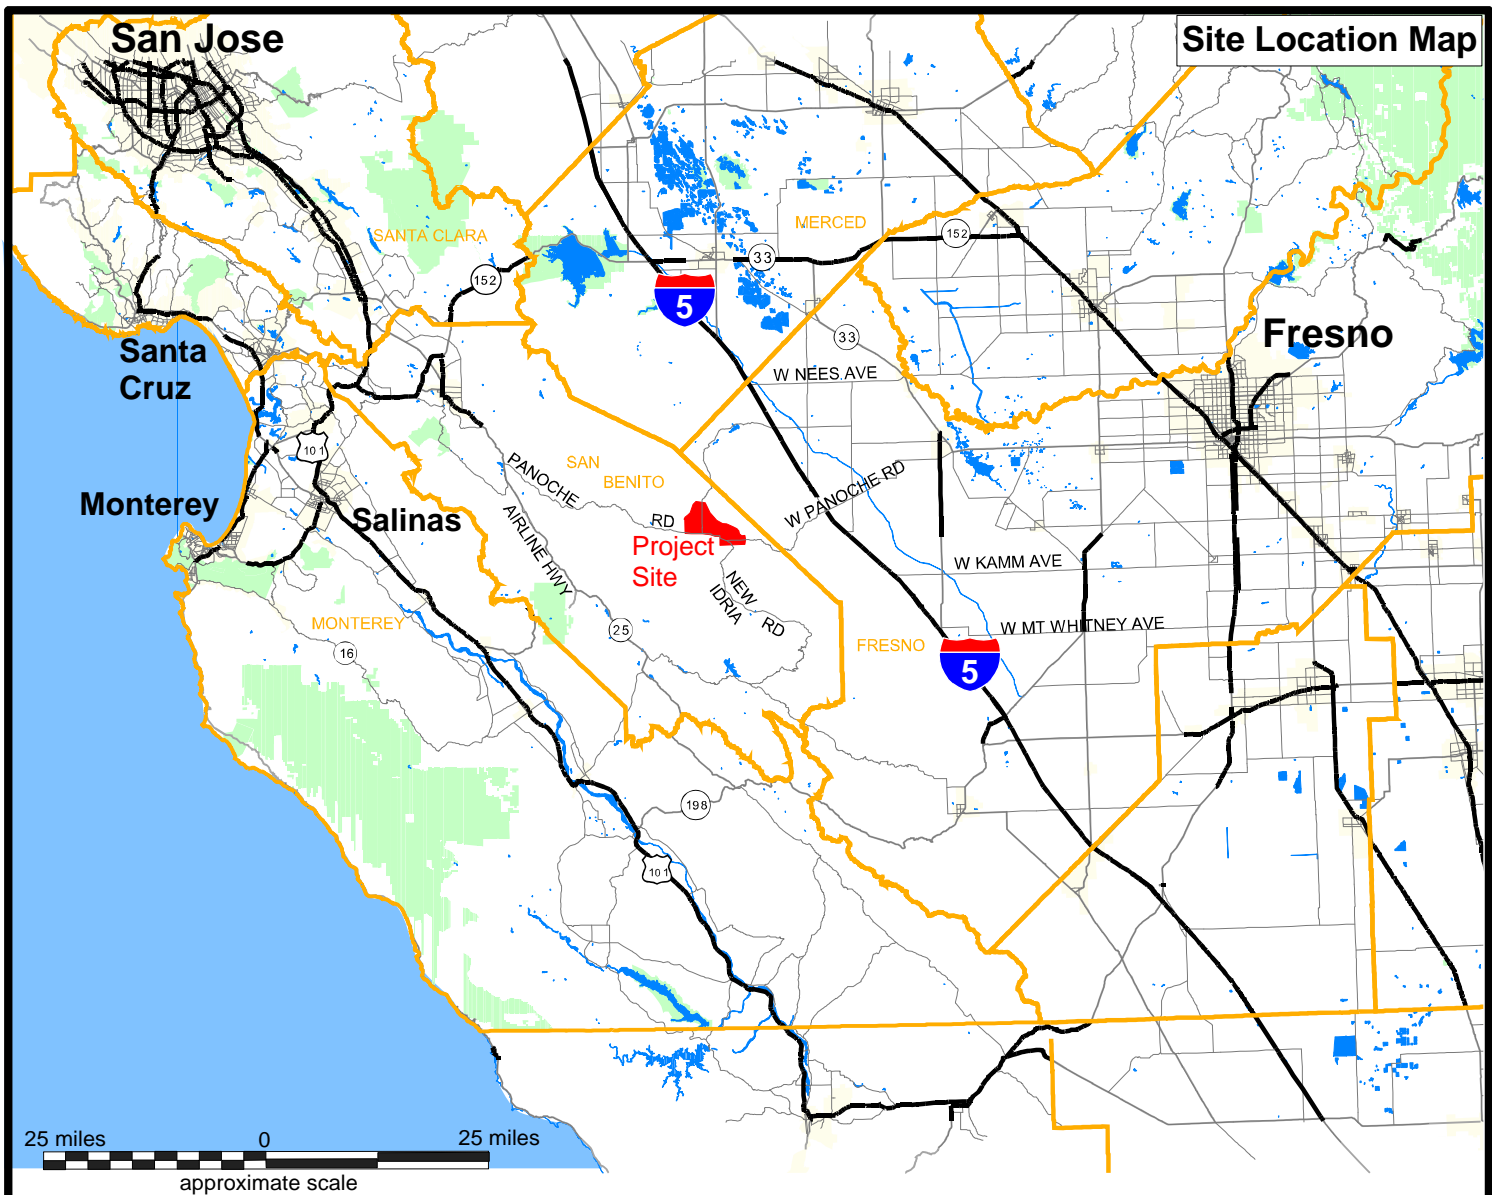 San Jose
Site Location Map
SANTA CLARA
MERCED
152
152
33
5
33
Santa
Cruz
Fresno
W NEES AVE
101
SAN
BENITO
PANOCHE
RD
W PANOCHE RD
Monterey
Salinas
AIRLINE HWY
Project
Site
W KAMM AVE
NEW
IDRIA
RD
MONTEREY
16
25
FRESNO
W MT WHITNEY AVE
5
198
101
25 miles
0
25 miles
approximate scale